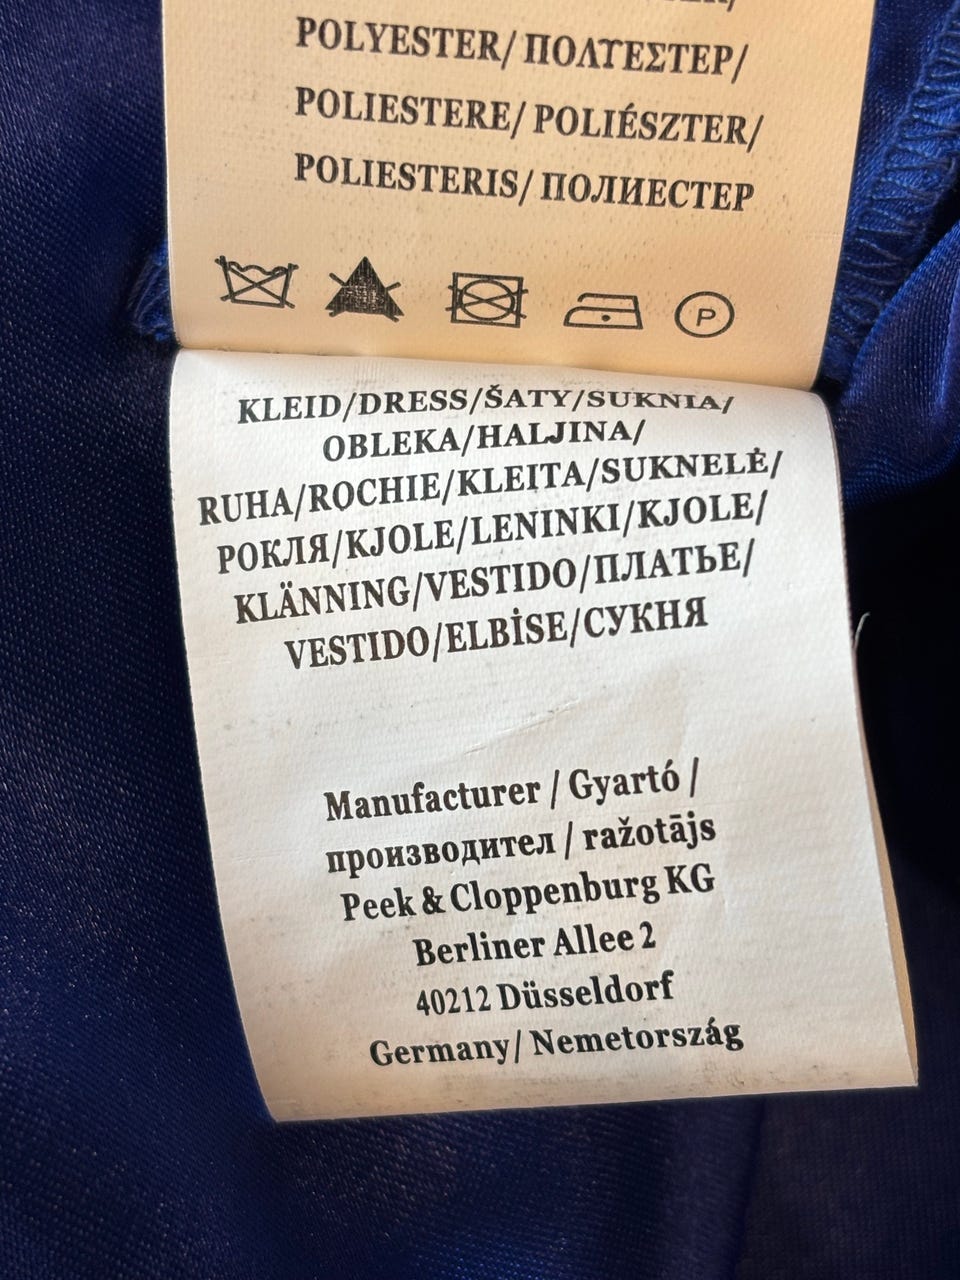 POLYESTER/ ΠΟΛΥΕΣΤΕΡ/
POLIESTERE/ POLIÉSZTER/
POLIESTERIS/ ПОЛИЕСТЕР
P
KLEID/DRESS/ŠATY/SUKNIA/
OBLEKA/HALJINA/
RUHA/ROCHIE/KLEITA/SUKNELĖ/
РОКЛЯ/KJOLE/LENINKI/KJOLE/
KLÄNNING/VESTIDO/ПЛАТЬЕ/
VESTIDO/ELBİSE/СУКНЯ
Manufacturer / Gyartó /
производител / ražotājs
Peek & Cloppenburg KG
Berliner Allee 2
40212 Düsseldorf
Germany/ Nemetország